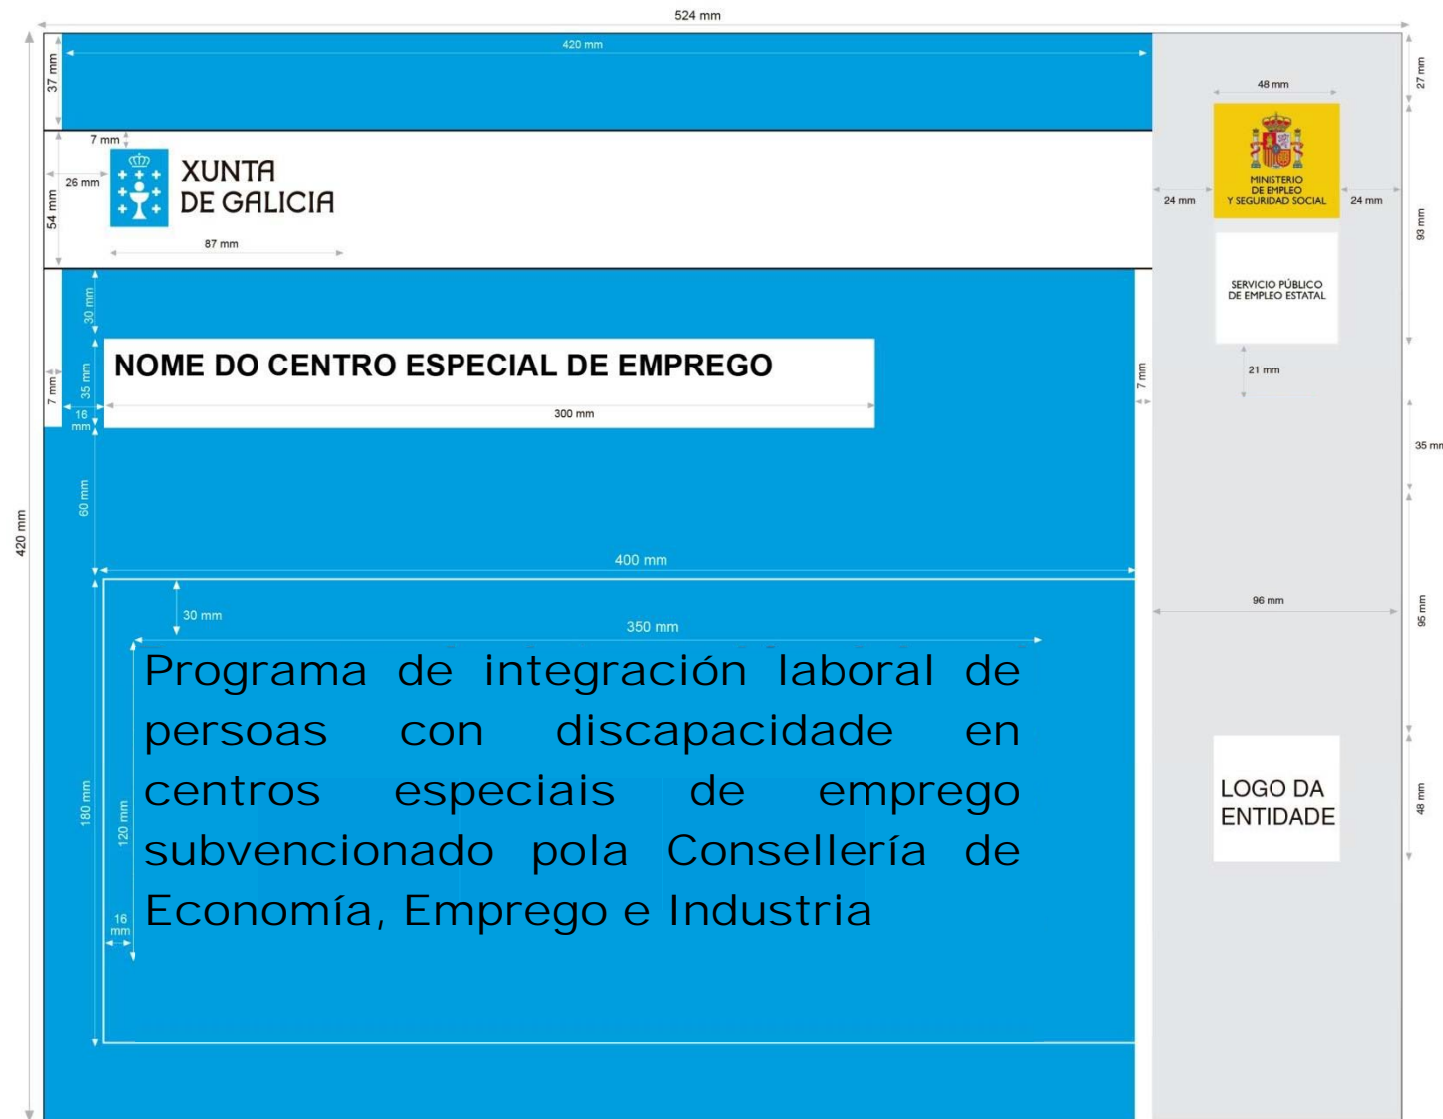 524 mm
420 mm
37 mm
27 mm
48 mm
7 mm
XUNTA
DE GALICIA
26 mm
54 mm
87 mm
MINISTERIO
DE EMPLEO
Y SEGURIDAD SOCIAL
24 mm
24 mm
93 mm
SERVICIO PÚBLICO
DE EMPLEO ESTATAL
30 mm
NOME DO CENTRO ESPECIAL DE EMPREGO
35 mm
7 mm
16
mm
300 mm
7 mm
21 mm
35 mm
60 mm
420 mm
400 mm
30 mm
350 mm
96 mm
95 mm
Programa de integración laboral de
persoas con discapacidade en
centros especiais de emprego
subvencionado pola Consellería de
Economía, Emprego e Industria
180 mm
120 mm
16
mm
LOGO DA
ENTIDADE
48 mm